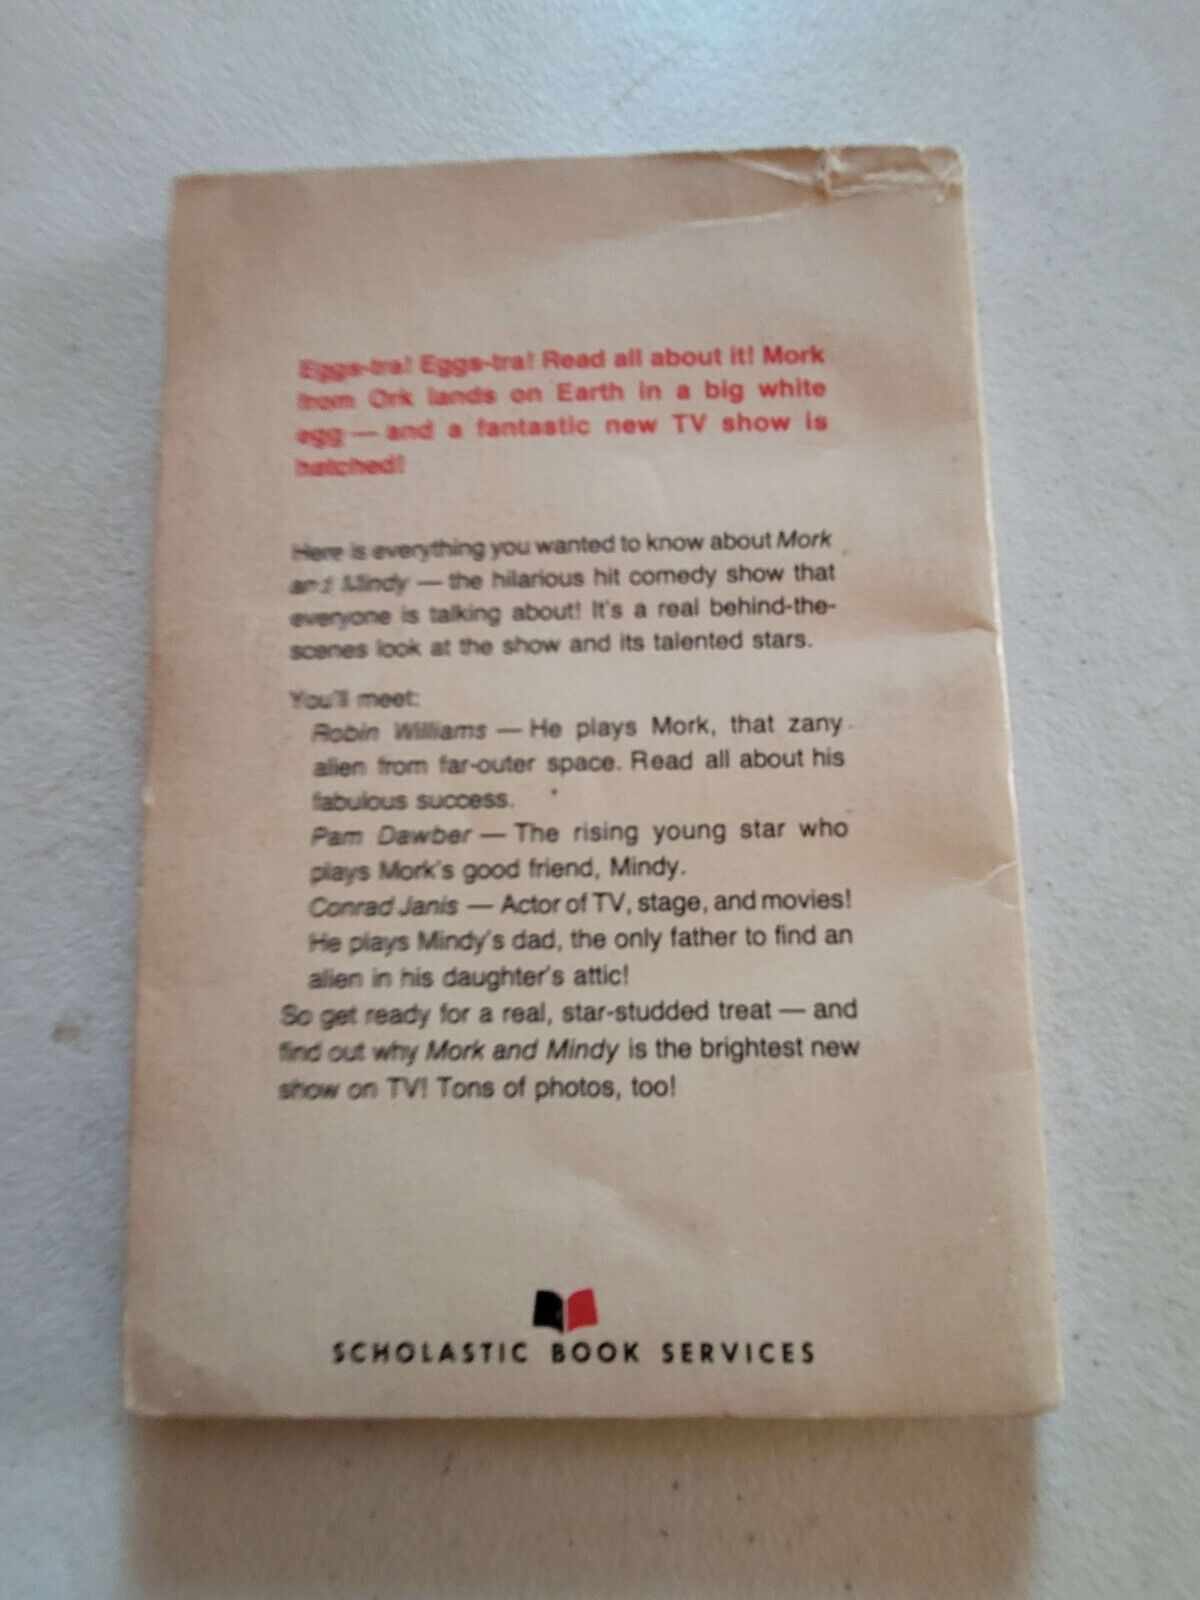 Eggs-tra! Eggs-tra! Read all about it! Mork
from Ork lands on Earth in a big white
egg — and a fantastic new TV show is
hatched!
Here is everything you wanted to know about Mork
and Mindy — the hilarious hit comedy show that
everyone is talking about! It's a real behind-the-
scenes look at the show and its talented stars.
You'll meet:
Robin Williams — He plays Mork, that zany
alien from far-outer space. Read all about his
fabulous success.
Pam Dawber — The rising young star who
plays Mork's good friend, Mindy.
Conrad Janis — Actor of TV, stage, and movies!
He plays Mindy's dad, the only father to find an
alien in his daughter's attic!
So get ready for a real, star-studded treat — and
find out why Mork and Mindy is the brightest new
show on TV! Tons of photos, too!
SCHOLASTIC BOOK SERVICES